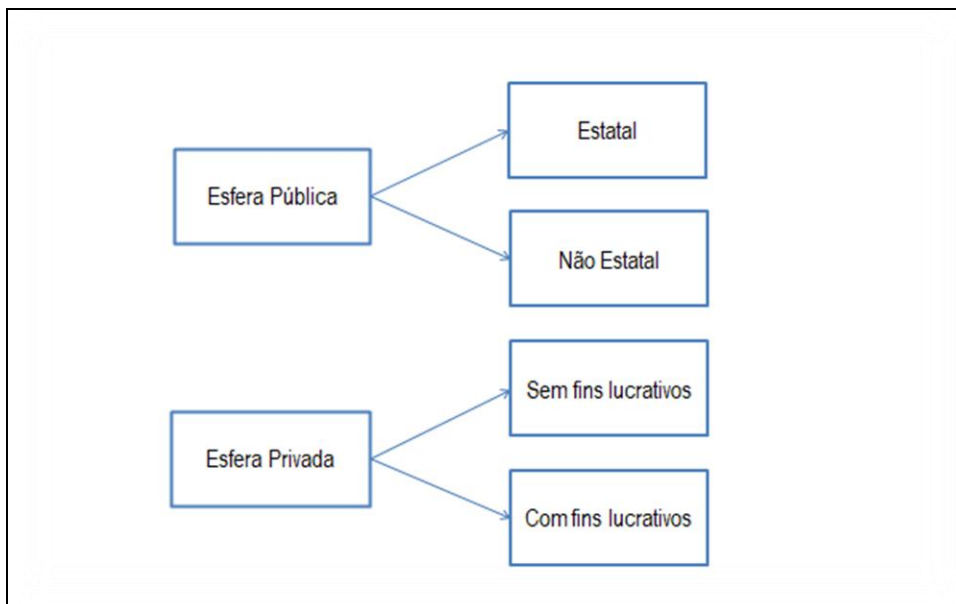 Esfera Pública
Estatal
Não Estatal
Esfera Privada
Sem fins lucrativos
Com fins lucrativos